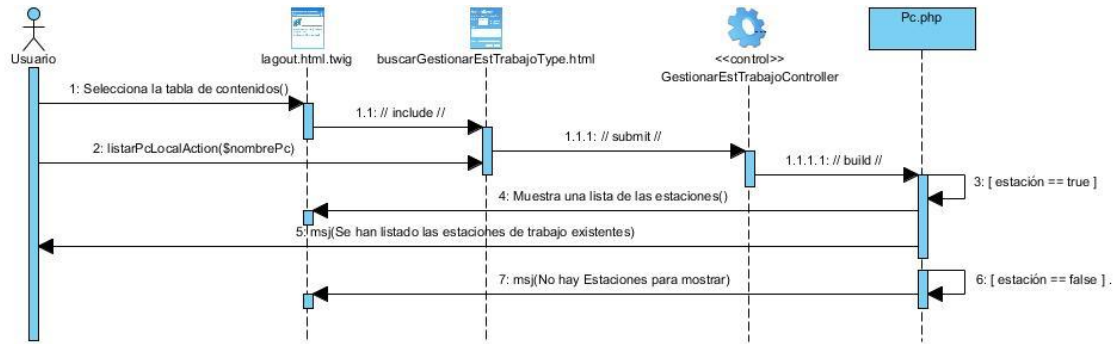 Pc.php
Usuario
lagout.html.twig
buscarGestionarEstTrabajoType.html
<<control>>
GestionarEstTrabajoController
1: Selecciona la tabla de contenidos()
1.1: // include //
1.1.1: // submit //
2: listarPcLocalAction($nombrePc)
1.1.1.1: // build //
3: [ estación == true ]
4: Muestra una lista de las estaciones()
5: msj(Se han listado las estaciones de trabajo existentes)
6: [ estación == false ] .
7: msj(No hay Estaciones para mostrar)